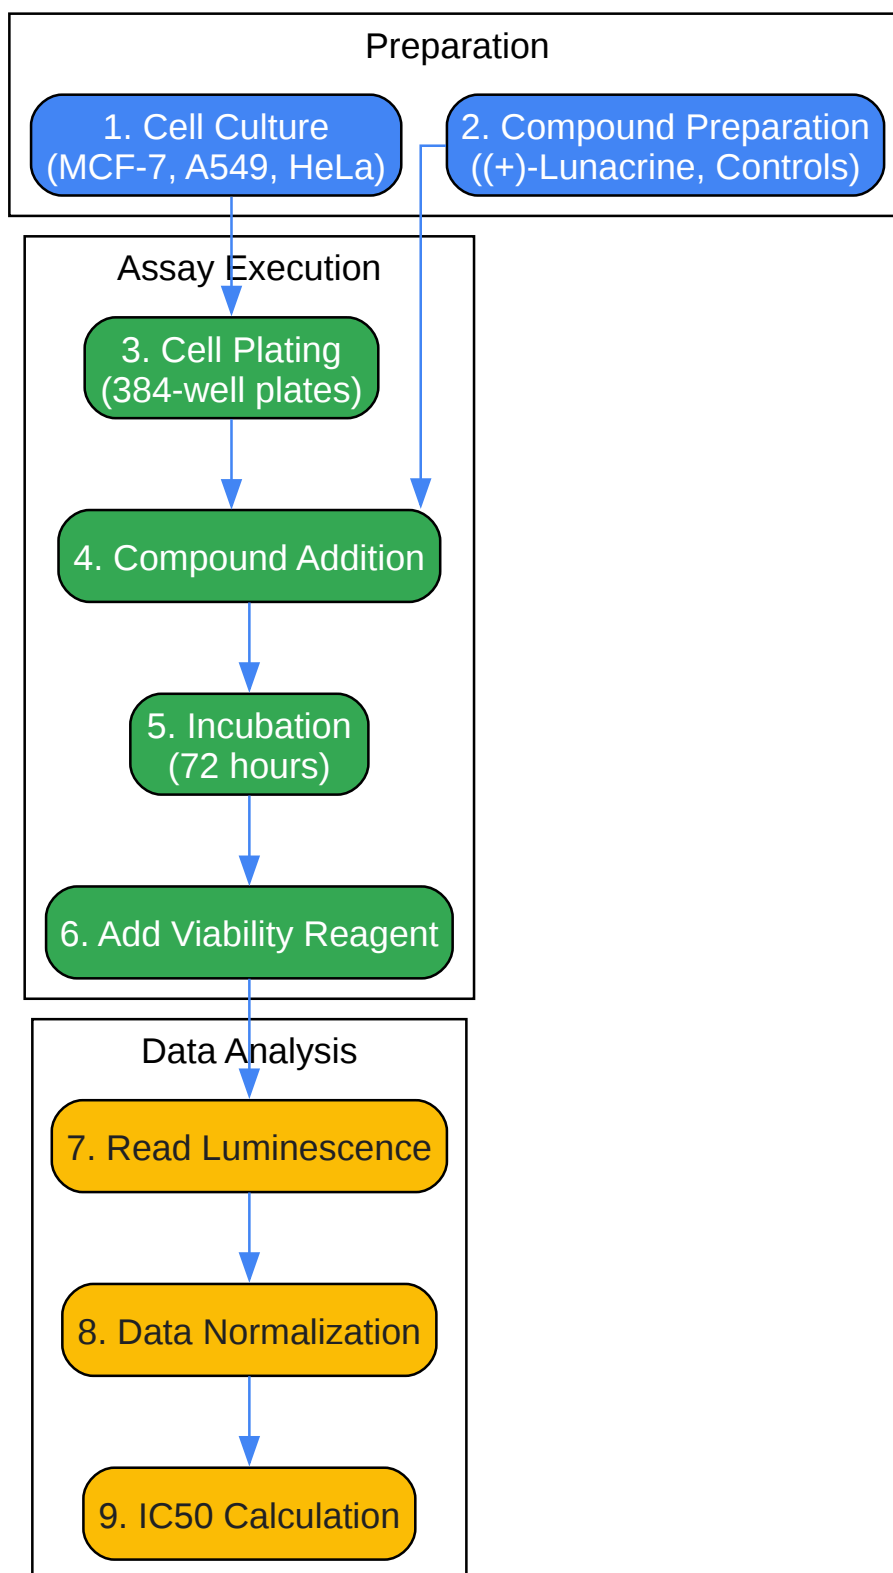 Preparation
1. Cell Culture
(MCF-7, A549, HeLa)
2. Compound Preparation
((+)-Lunacrine, Controls)
Assay Execution
3. Cell Plating
(384-well plates)
4. Compound Addition
5. Incubation
(72 hours)
6. Add Viability Reagent
Data Analysis
7. Read Luminescence
8. Data Normalization
9. IC50 Calculation